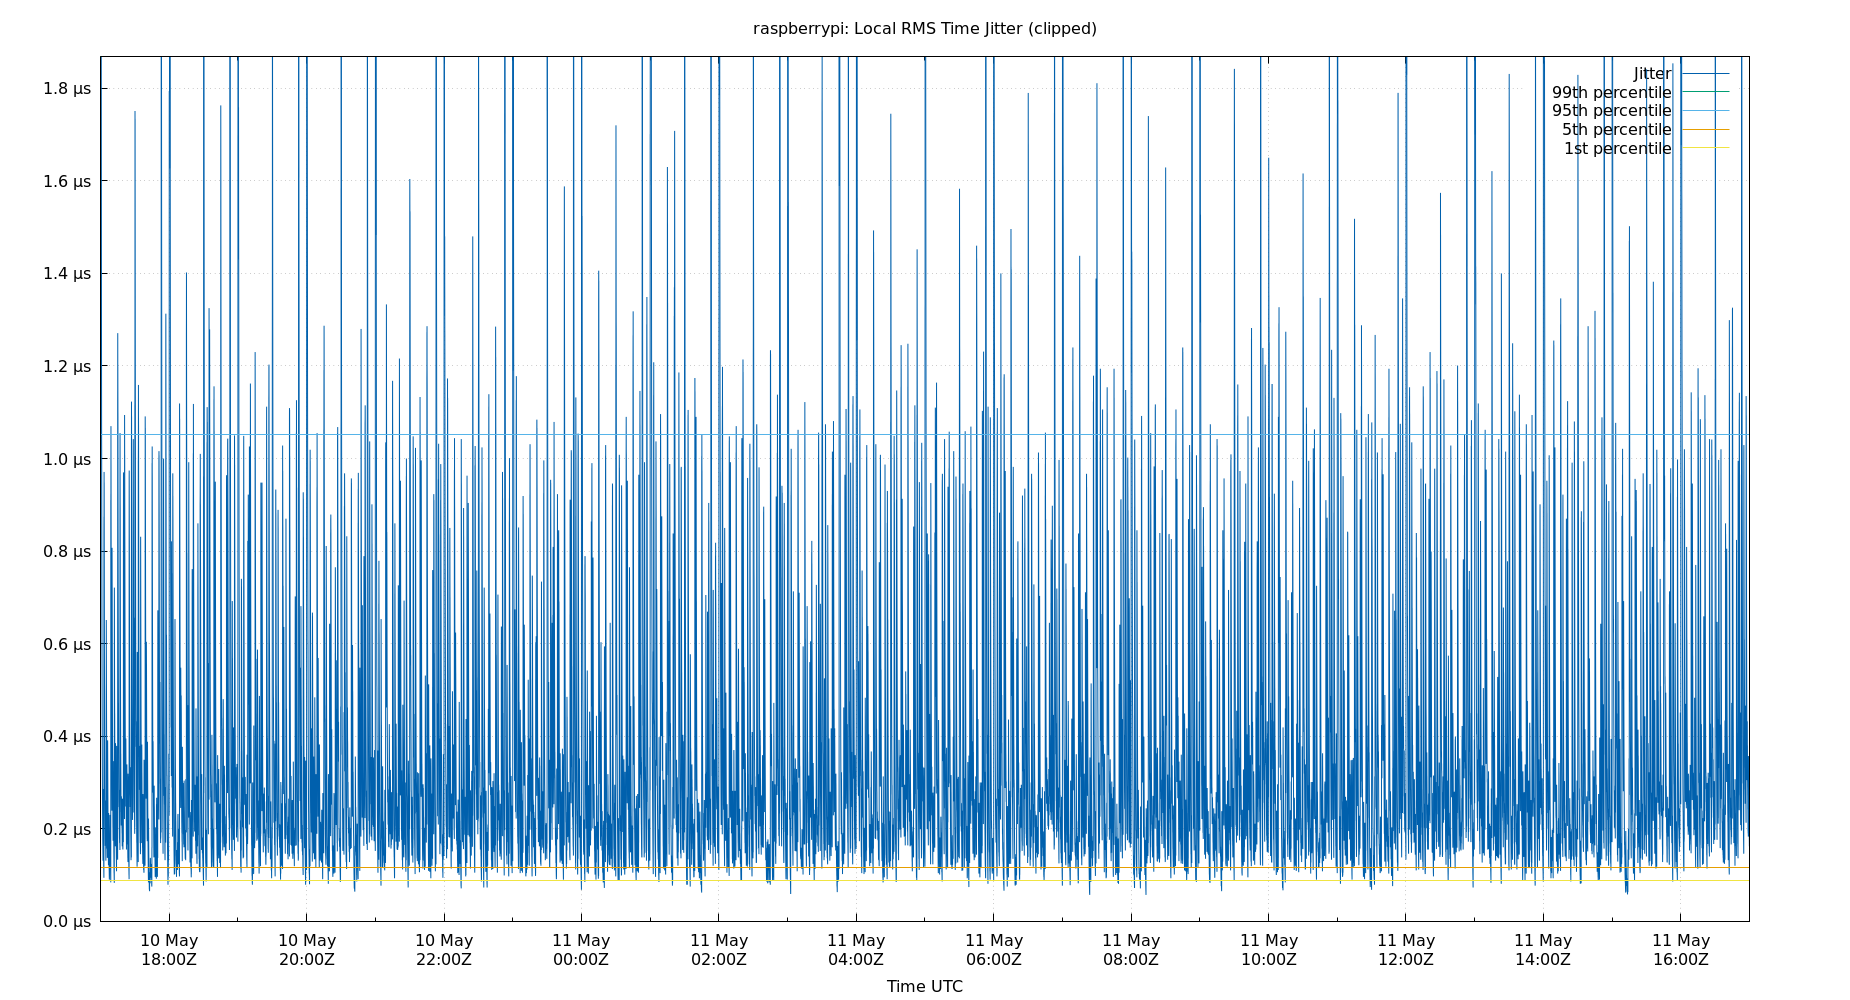 raspberrypi: Local RMS Time Jitter (clipped)
Jitter
99th percentile
95th percentile
5th percentile
1st percentile
1.8 µs
1.6 µs
1.4 µs
1.2 µs
1.0 µs
0.8 µs
0.6 µs
0.4 µs
0.2 µs
0.0 µs
10 May 10 May 10 May 11 May 11 May 11 May 11 May 11 May 11 May 11 May 11 May 11 May
18:00Z 20:00Z 22:00Z 00:00Z 02:00Z 04:00Z 06:00Z 08:00Z 10:00Z 12:00Z 14:00Z 16:00Z
Time UTC